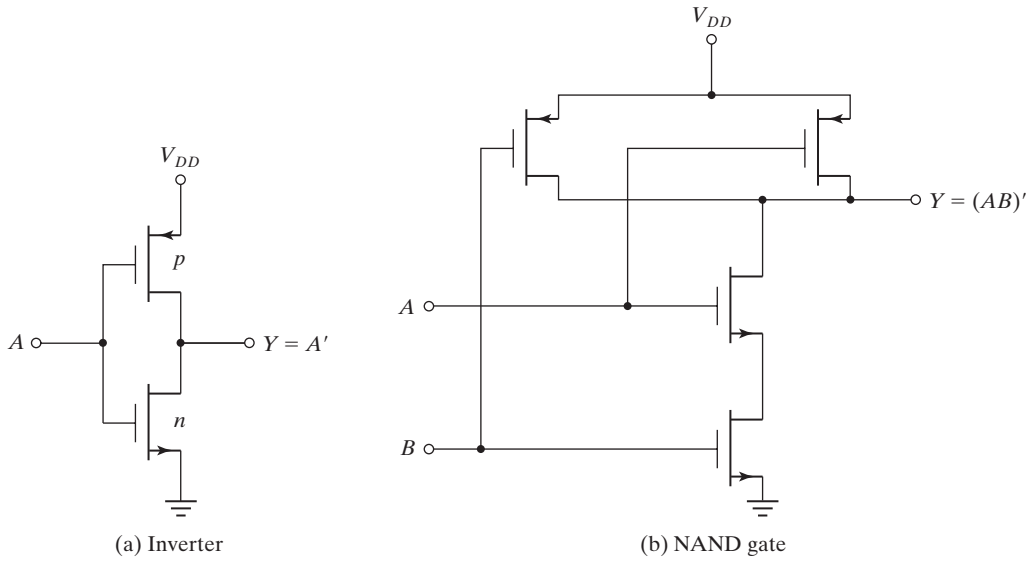 V_DD
p
A
Y = A′
n
(a) Inverter
V_DD
Y = (AB)′
A
B
(b) NAND gate